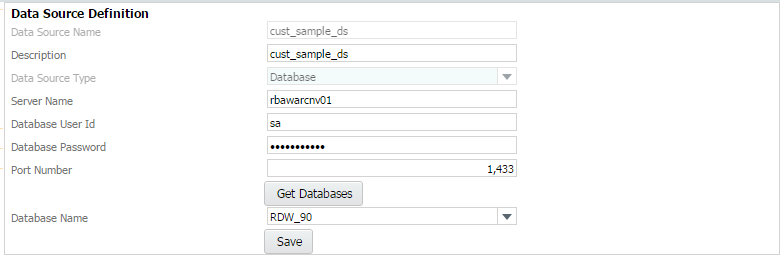 Data Source Definition
Data Source Name cust_sample_ds
Description cust_sample_ds
Data Source Type Database
Server Name rbawarcnv01
Database User Id sa
Database Password •••••••••••
Port Number 1,433
Get Databases
Database Name RDW_90
Save